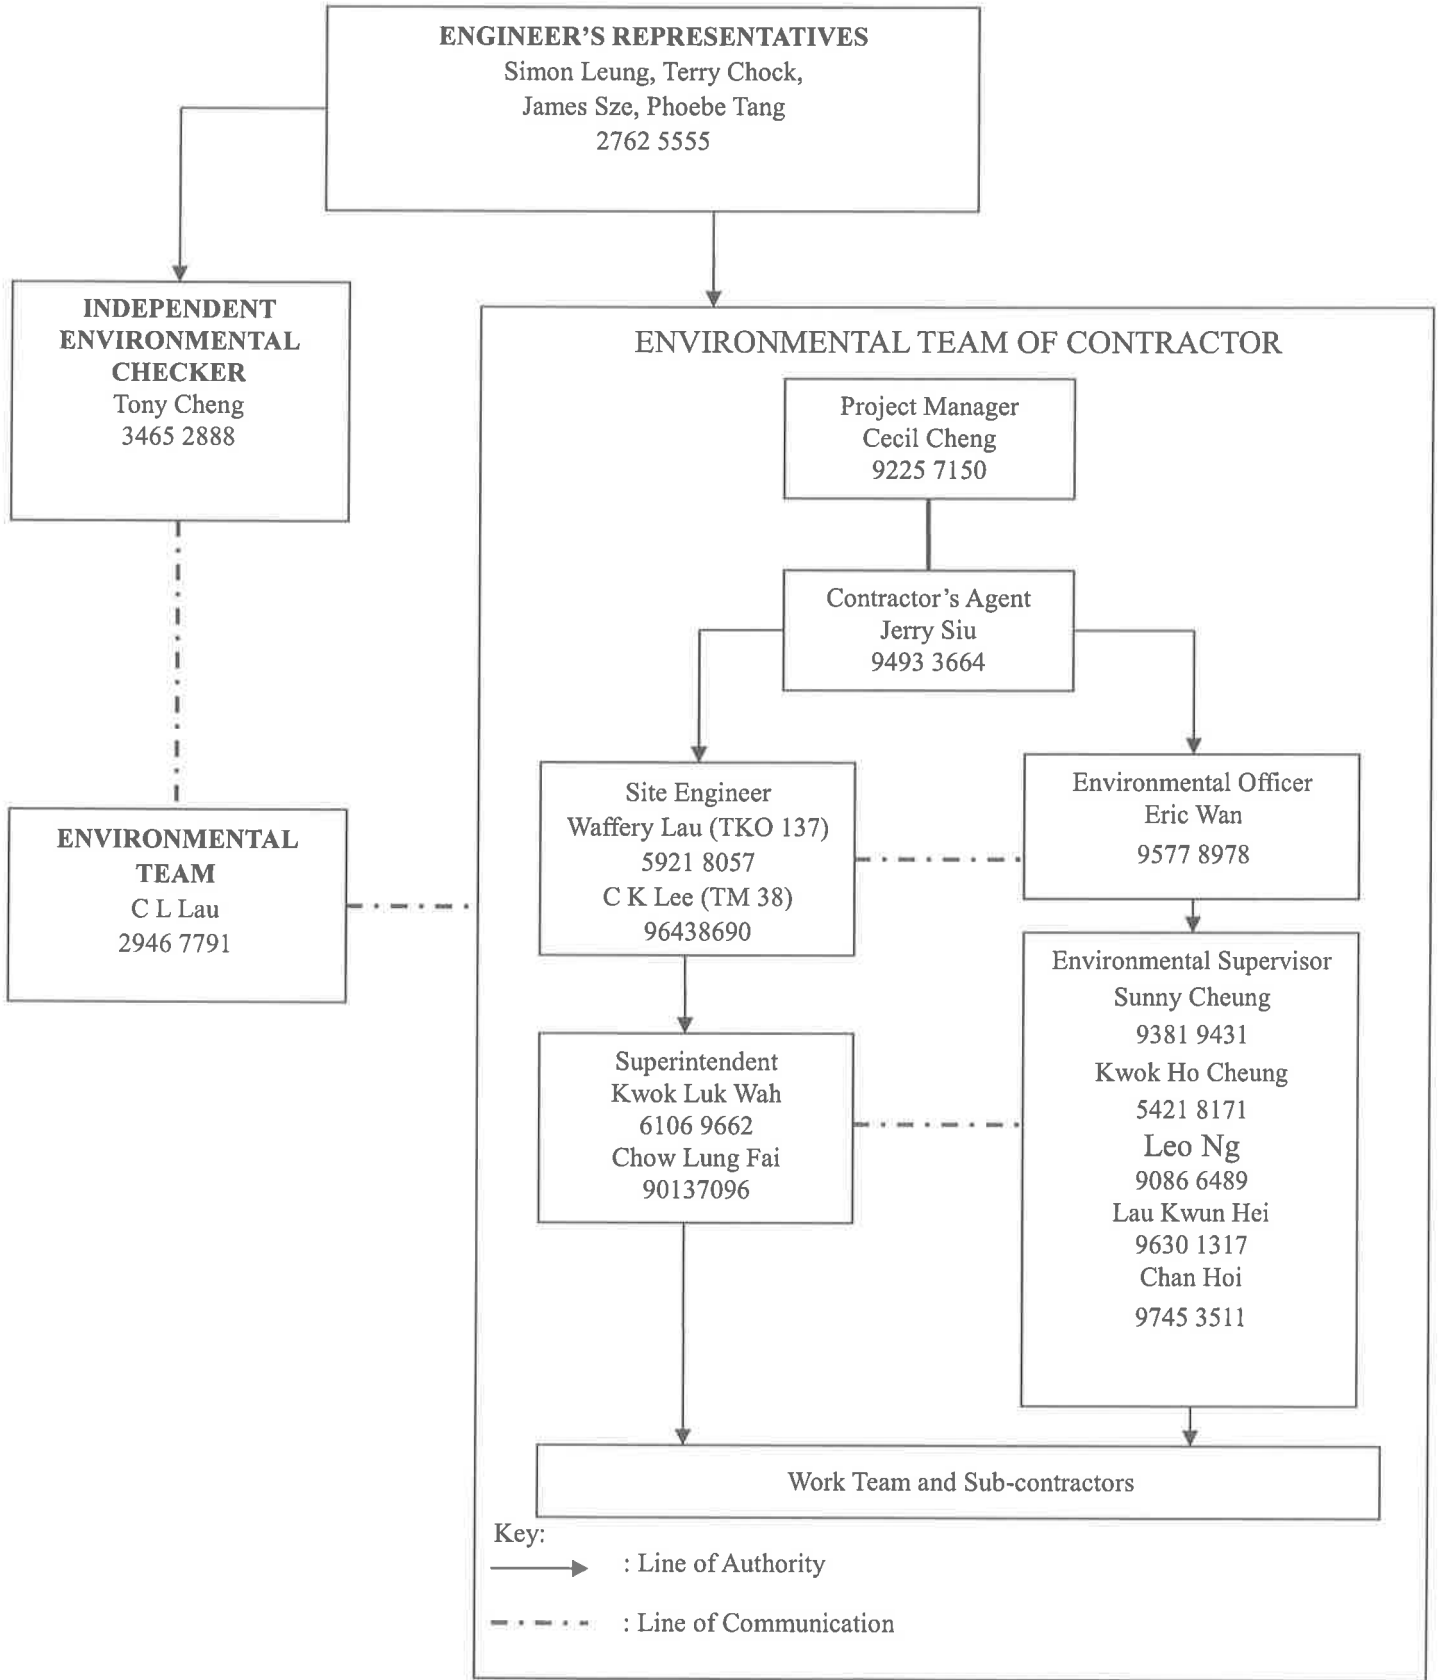 ENGINEER'S REPRESENTATIVES
Simon Leung, Terry Chock,
James Sze, Phoebe Tang
2762 5555
INDEPENDENT
ENVIRONMENTAL
CHECKER
Tony Cheng
3465 2888
ENVIRONMENTAL
TEAM
C L Lau
2946 7791
ENVIRONMENTAL TEAM OF CONTRACTOR
Project Manager
Cecil Cheng
9225 7150
Contractor's Agent
Jerry Siu
9493 3664
Site Engineer
Waffery Lau (TKO 137)
5921 8057
C K Lee (TM 38)
96438690
Environmental Officer
Eric Wan
9577 8978
Superintendent
Kwok Luk Wah
6106 9662
Chow Lung Fai
90137096
Environmental Supervisor
Sunny Cheung
9381 9431
Kwok Ho Cheung
5421 8171
Leo Ng
9086 6489
Lau Kwun Hei
9630 1317
Chan Hoi
9745 3511
Work Team and Sub-contractors
Key:
: Line of Authority
: Line of Communication